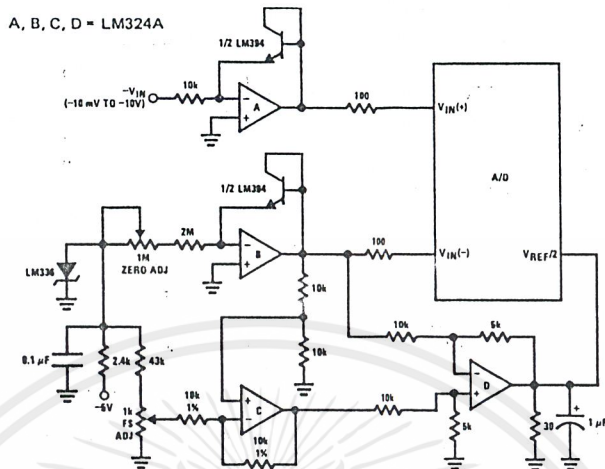 A, B, C, D = LM324A
1/2 LM394
-VIN
(-10 mV TO -10V)
10k
A
100
VIN(+)
A/D
1/2 LM394
LM336
1M
ZERO ADJ
2M
B
100
VIN(-)
VREF/2
10k
10k
10k
5k
0.1 μF
2.4k
43k
-5V
1k
FS
ADJ
10k
1%
C
10k
1%
10k
5k
D
30
1 μF